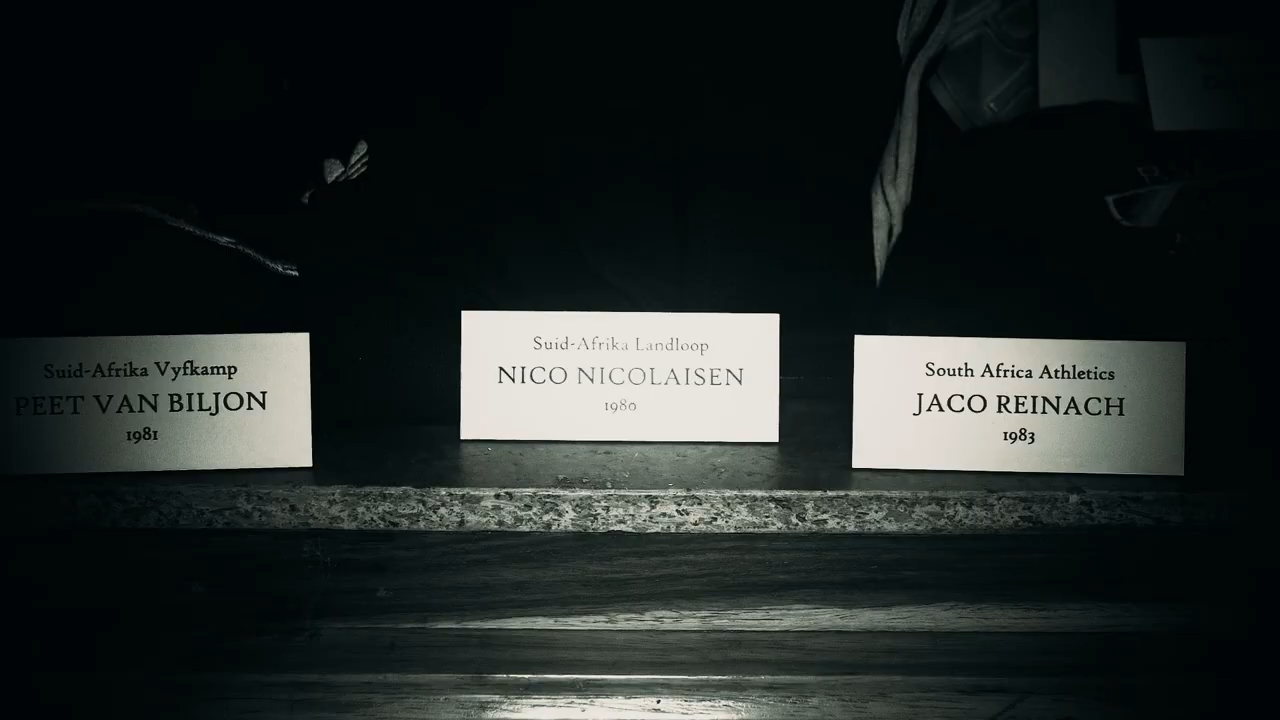 Suid-Afrika Vyfkamp
PEET VAN BILJON
1981
Suid-Afrika Landloop
NICO NICOLAISEN
1980
South Africa Athletics
JACO REINACH
1983